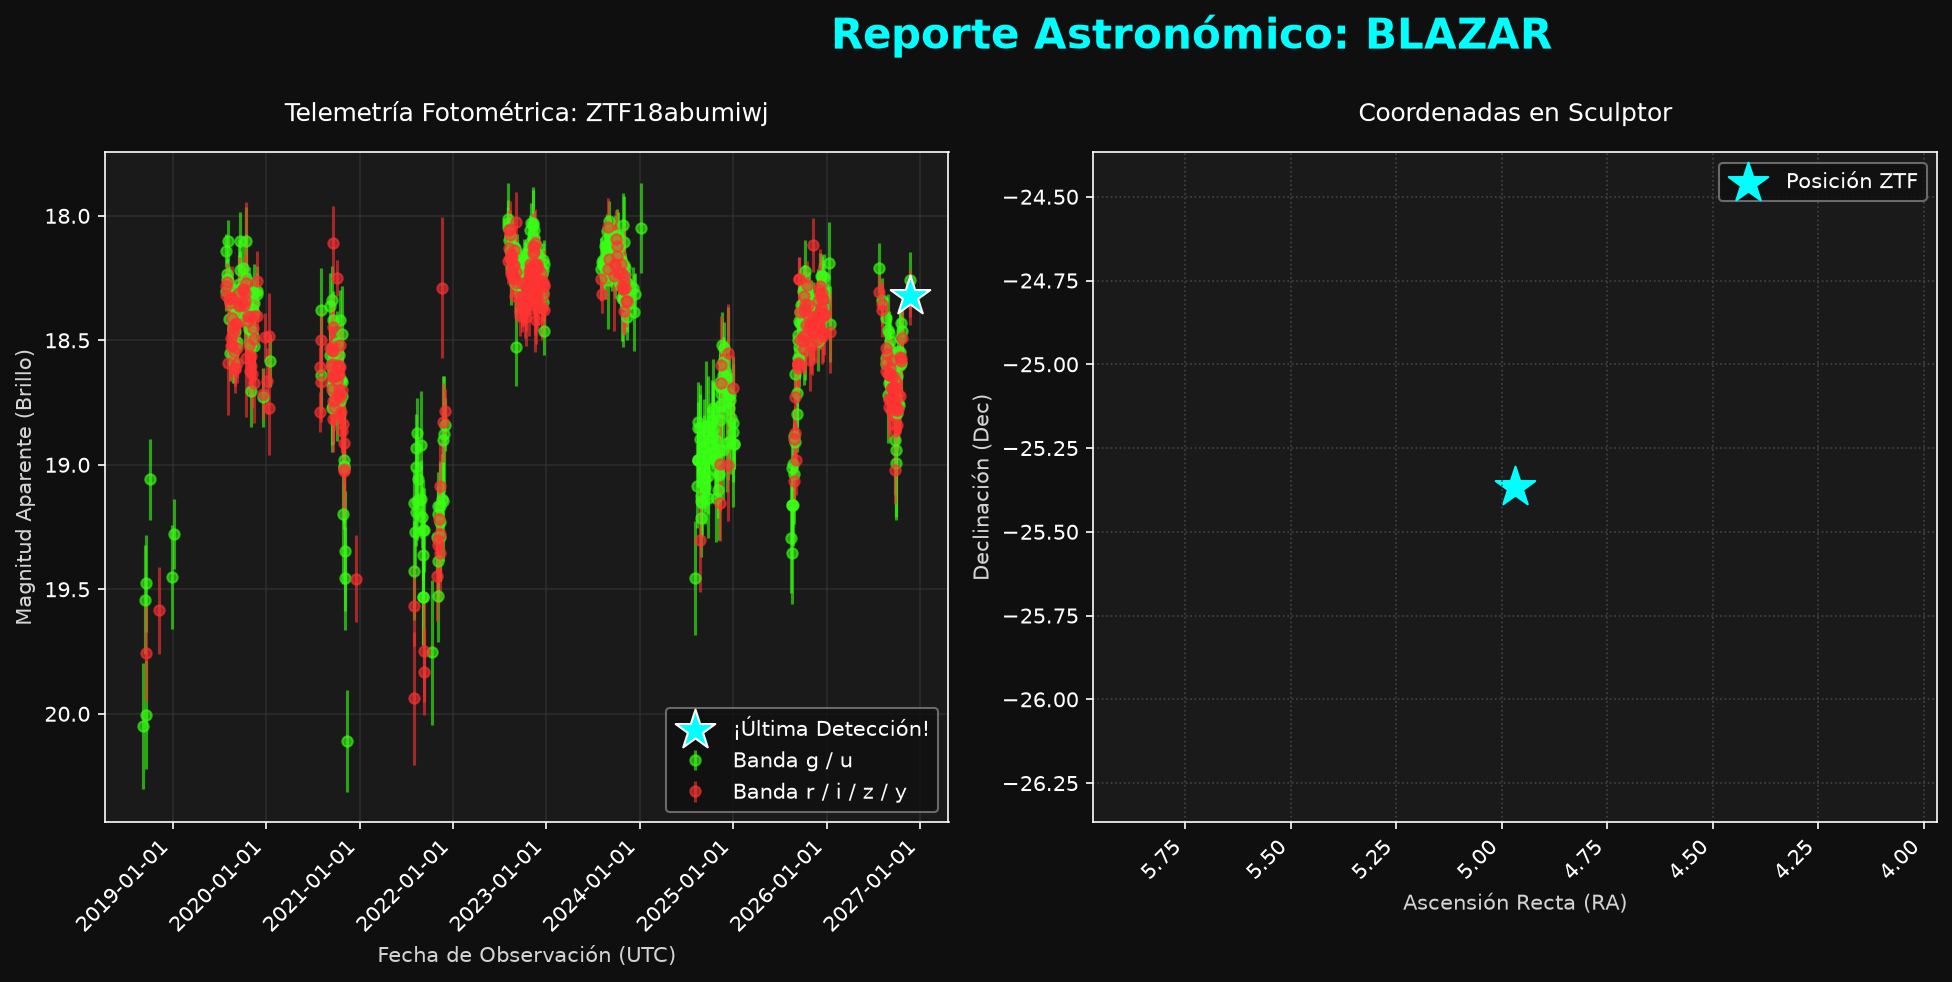 Reporte Astronómico: BLAZAR
Telemetría Fotométrica: ZTF18abumiwj
Magnitud Aparente (Brillo)
18.0
18.5
19.0
19.5
20.0
¡Última Detección!
Banda g / u
Banda r / i / z / y
2019-01-01
2020-01-01
2021-01-01
2022-01-01
2023-01-01
2024-01-01
2025-01-01
2026-01-01
2027-01-01
Fecha de Observación (UTC)
Coordenadas en Sculptor
Posición ZTF
Declinación (Dec)
−24.50
−24.75
−25.00
−25.25
−25.50
−25.75
−26.00
−26.25
5.75
5.50
5.25
5.00
4.75
4.50
4.25
4.00
Ascensión Recta (RA)